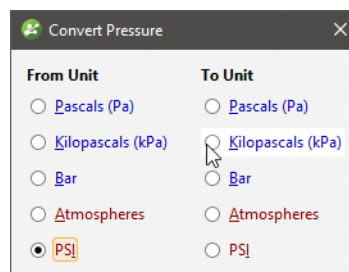 Convert Pressure
From Unit To Unit
Pascals (Pa) Pascals (Pa)
Kilopascals (kPa) Kilopascals (kPa)
Bar Bar
Atmospheres Atmospheres
PSI PSI